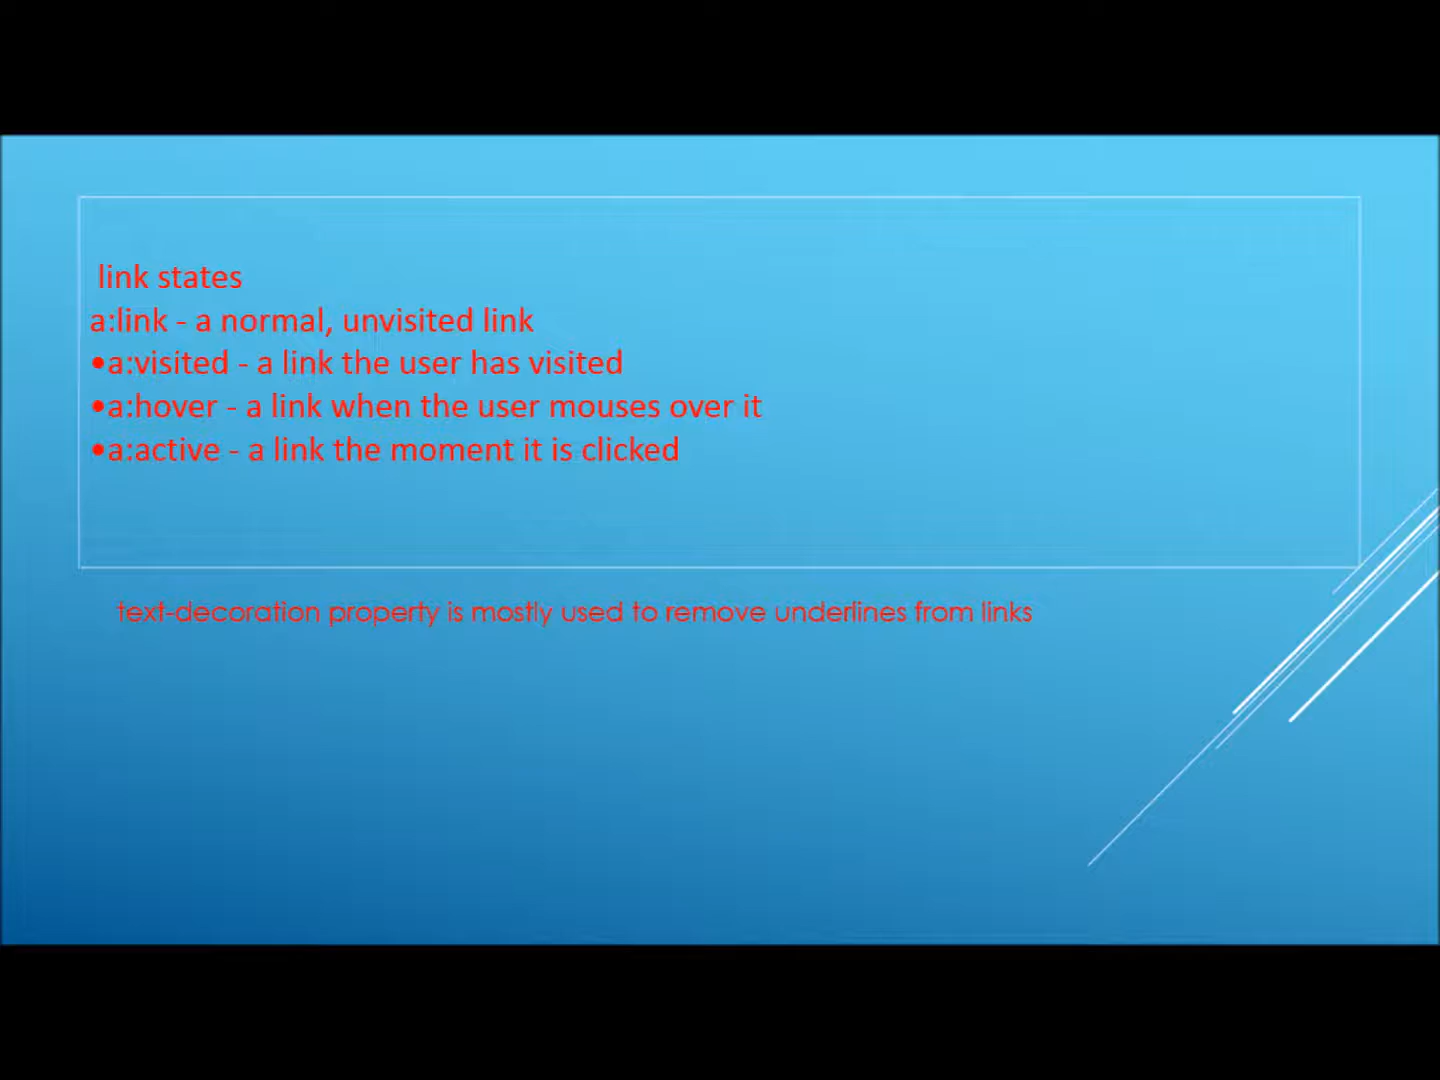 link states
a:link - a normal, unvisited link
•a:visited - a link the user has visited
•a:hover - a link when the user mouses over it
•a:active - a link the moment it is clicked
text-decoration property is mostly used to remove underlines from links